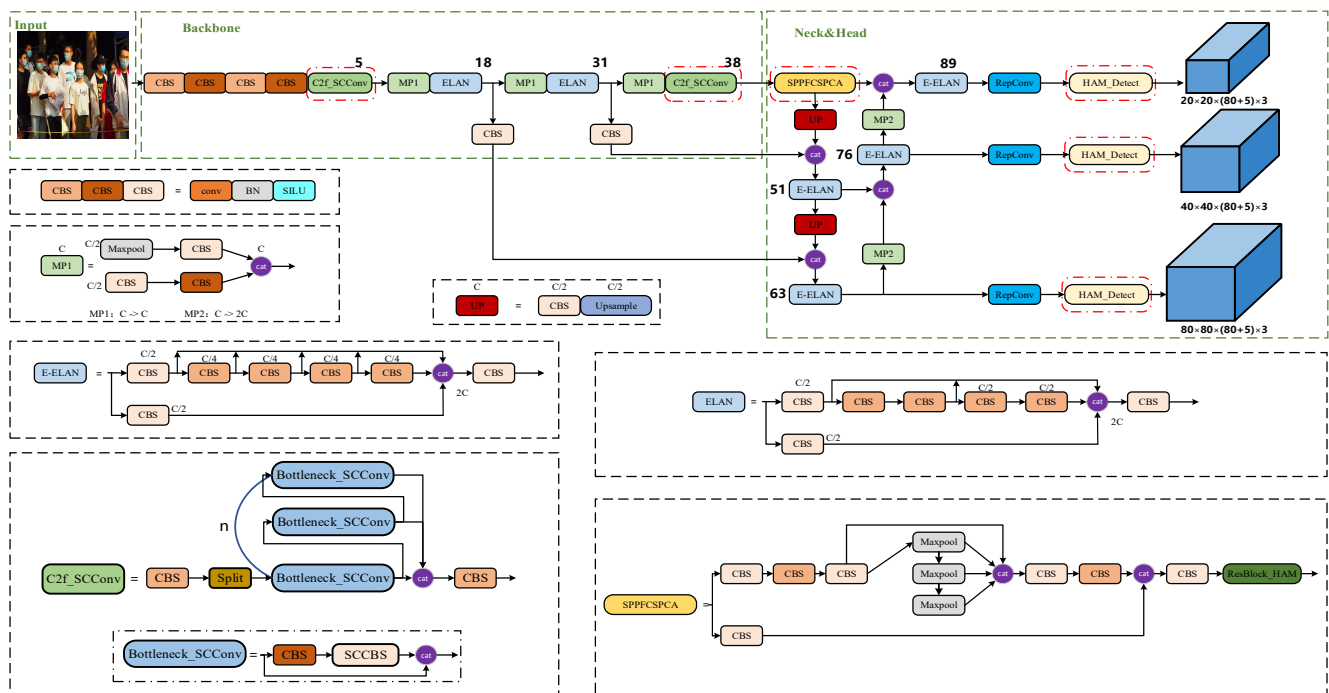 Input
Backbone
Neck&Head
5
18
31
38
89
CBS CBS CBS CBS C2f_SCConv MP1 ELAN MP1 ELAN MP1 C2f_SCConv SPPFCSPCA cat E-ELAN RepConv HAM_Detect
20×20×(80+5)×3
CBS CBS UP MP2
cat 76 E-ELAN RepConv HAM_Detect
51 E-ELAN cat
40×40×(80+5)×3
UP
cat MP2
63 E-ELAN RepConv HAM_Detect
80×80×(80+5)×3
CBS CBS CBS = conv BN SILU
C C/2 Maxpool CBS C
MP1 = cat
C/2 CBS CBS
MP1: C -> C MP2: C -> 2C
C C/2 C/2
UP = CBS Upsample
C/2 C/4 C/4 C/4 C/4
E-ELAN = CBS CBS CBS CBS CBS cat CBS
2C
CBS C/2
C/2 C/2 C/2
ELAN = CBS CBS CBS CBS CBS cat CBS
2C
CBS C/2
Bottleneck_SCConv
n Bottleneck_SCConv
C2f_SCConv = CBS Split Bottleneck_SCConv cat CBS
Bottleneck_SCConv = CBS SCCBS cat
Maxpool
CBS CBS CBS Maxpool cat CBS CBS cat CBS ResBlock_HAM
SPPFCSPCA = Maxpool
CBS